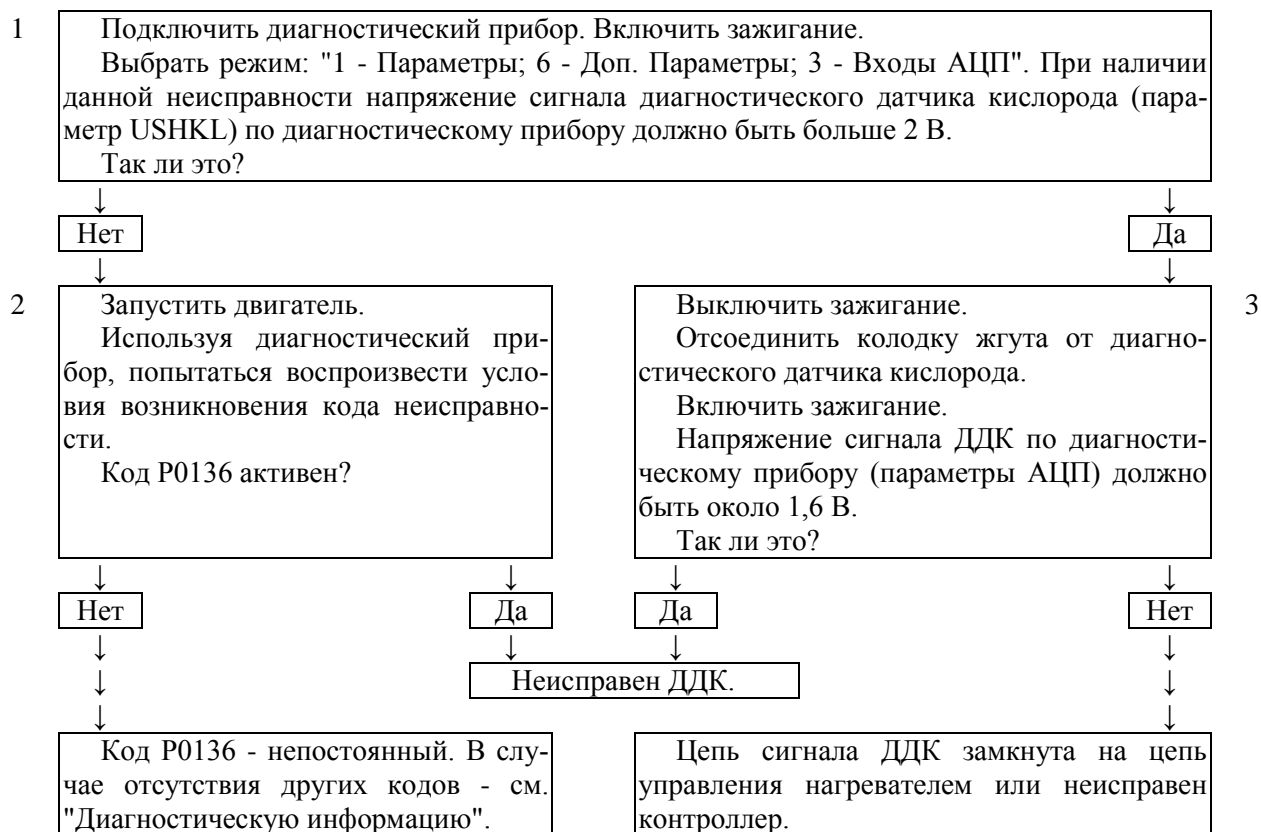 1
Подключить диагностический прибор. Включить зажигание.
Выбрать режим: "1 - Параметры; 6 - Доп. Параметры; 3 - Входы АЦП". При наличии
данной неисправности напряжение сигнала диагностического датчика кислорода (пара-
метр USHKL) по диагностическому прибору должно быть больше 2 В.
Так ли это?
↓ ↓
Нет Да
↓ ↓
2
Запустить двигатель.
Используя диагностический при-
бор, попытаться воспроизвести усло-
вия возникновения кода неисправно-
сти.
Код Р0136 активен?
3
Выключить зажигание.
Отсоединить колодку жгута от диагно-
стического датчика кислорода.
Включить зажигание.
Напряжение сигнала ДДК по диагности-
ческому прибору (параметры АЦП) должно
быть около 1,6 В.
Так ли это?
↓ ↓ ↓ ↓
Нет Да Да Нет
↓ ↓ ↓ ↓
↓ Неисправен ДДК. ↓
↓ ↓
Код Р0136 - непостоянный. В слу-
чае отсутствия других кодов - см.
"Диагностическую информацию".
Цепь сигнала ДДК замкнута на цепь
управления нагревателем или неисправен
контроллер.